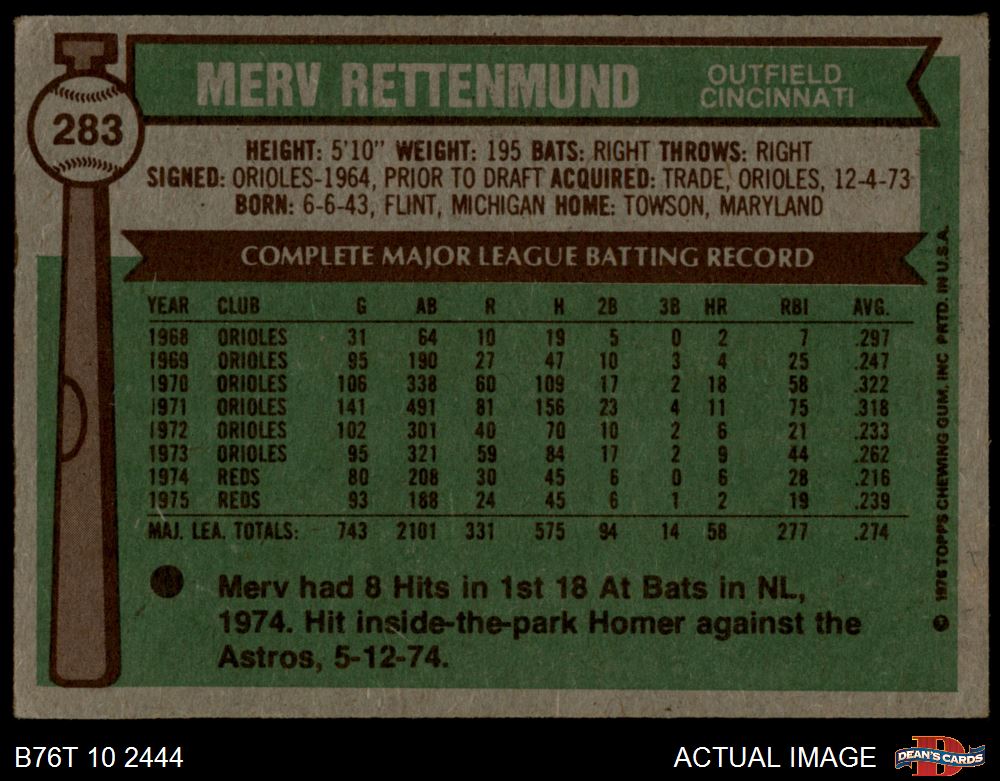 283
MERV RETTENMUND
OUTFIELD
CINCINNATI
HEIGHT: 5'10" WEIGHT: 195 BATS: RIGHT THROWS: RIGHT
SIGNED: ORIOLES-1964, PRIOR TO DRAFT ACQUIRED: TRADE, ORIOLES, 12-4-73
BORN: 6-6-43, FLINT, MICHIGAN HOME: TOWSON, MARYLAND
COMPLETE MAJOR LEAGUE BATTING RECORD
YEAR CLUB G AB R H 2B 3B HR RBI AVG.
1968 ORIOLES 31 64 10 19 5 0 2 7 .297
1969 ORIOLES 95 190 27 47 10 3 4 25 .247
1970 ORIOLES 106 338 60 109 17 2 18 58 .322
1971 ORIOLES 141 491 81 156 23 4 11 75 .318
1972 ORIOLES 102 301 40 70 10 2 6 21 .233
1973 ORIOLES 95 321 59 84 17 2 9 44 .262
1974 REDS 80 208 30 45 6 0 6 28 .216
1975 REDS 93 188 24 45 6 1 2 19 .239
MAJ. LEA. TOTALS: 743 2101 331 575 94 14 58 277 .274
Merv had 8 Hits in 1st 18 At Bats in NL,
1974. Hit inside-the-park Homer against the
Astros, 5-12-74.
© 1976 TOPPS CHEWING GUM, INC PRTD. IN U.S.A.
B76T 10 2444
ACTUAL IMAGE
D
DEAN'S CARDS